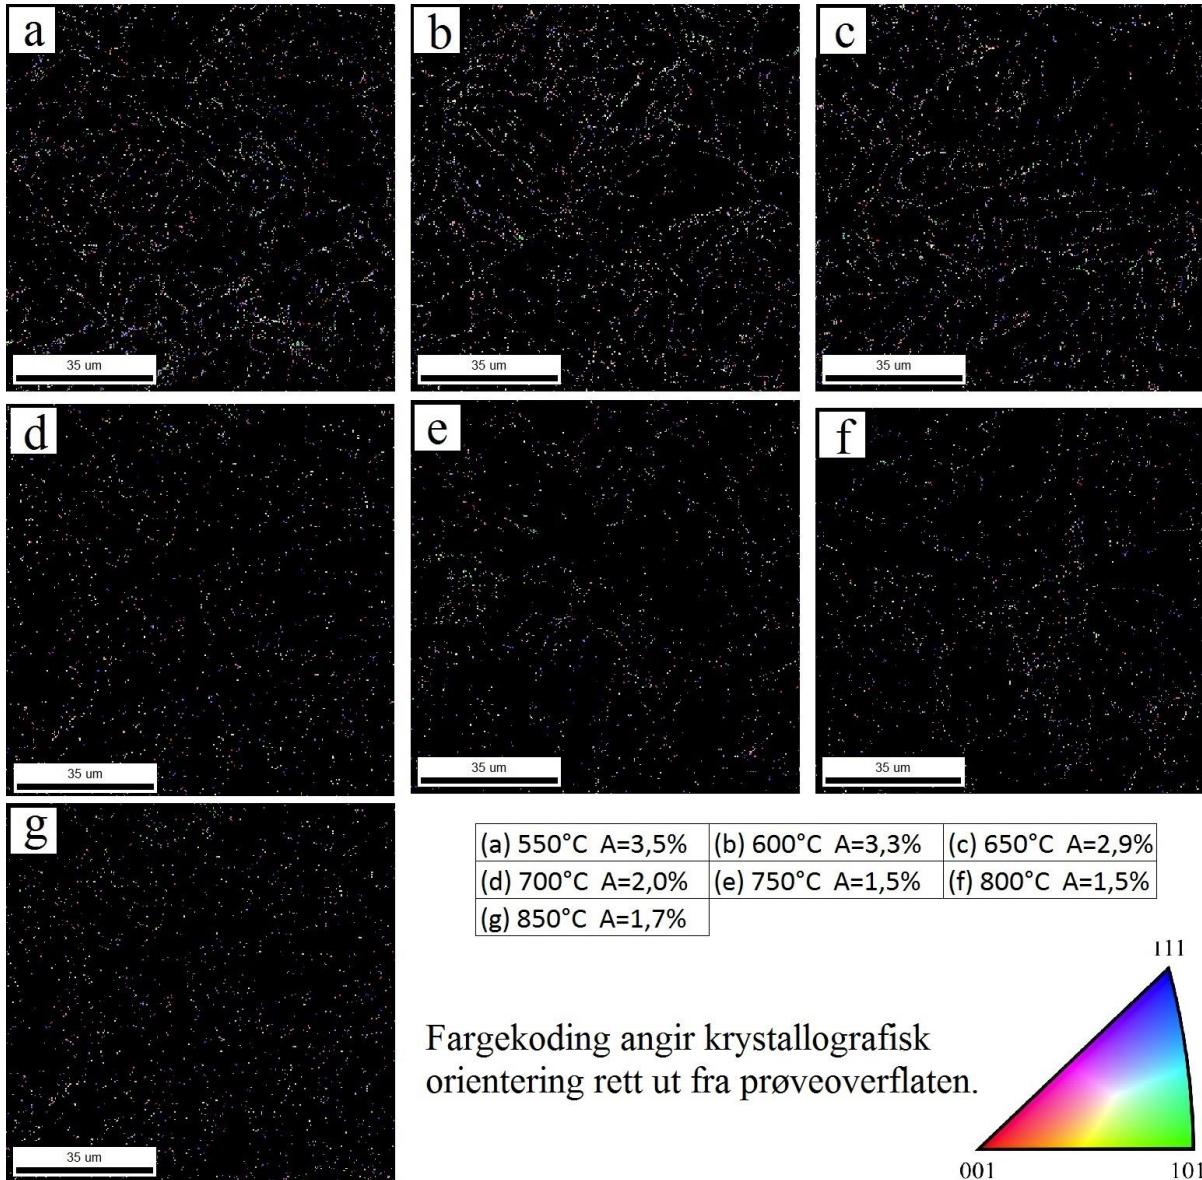 a
b
c
35 um
35 um
35 um
d
e
f
35 um
35 um
35 um
g
(a) 550°C A=3,5%
(b) 600°C A=3,3%
(c) 650°C A=2,9%
(d) 700°C A=2,0%
(e) 750°C A=1,5%
(f) 800°C A=1,5%
(g) 850°C A=1,7%
111
Fargekoding angir krystallografisk
orientering rett ut fra prøveoverflaten.
001
101
35 um